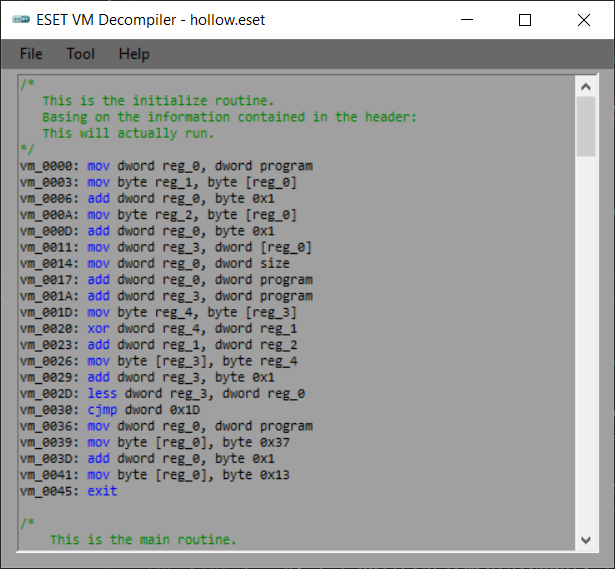 ESET VM Decompiler - hollow.eset
File Tool Help
/*
This is the initialize routine.
Basing on the information contained in the header:
This will actually run.
*/
vm_0000: mov dword reg_0, dword program
vm_0003: mov byte reg_1, byte [reg_0]
vm_0006: add dword reg_0, byte 0x1
vm_000A: mov byte reg_2, byte [reg_0]
vm_000D: add dword reg_0, byte 0x1
vm_0011: mov dword reg_3, dword [reg_0]
vm_0014: mov dword reg_0, dword size
vm_0017: add dword reg_0, dword program
vm_001A: add dword reg_3, dword program
vm_001D: mov byte reg_4, byte [reg_3]
vm_0020: xor dword reg_4, dword reg_1
vm_0023: add dword reg_1, dword reg_2
vm_0026: mov byte [reg_3], byte reg_4
vm_0029: add dword reg_3, byte 0x1
vm_002D: less dword reg_3, dword reg_0
vm_0030: cjmp dword 0x1D
vm_0036: mov dword reg_0, dword program
vm_0039: mov byte [reg_0], byte 0x37
vm_003D: add dword reg_0, byte 0x1
vm_0041: mov byte [reg_0], byte 0x13
vm_0045: exit
/*
This is the main routine.